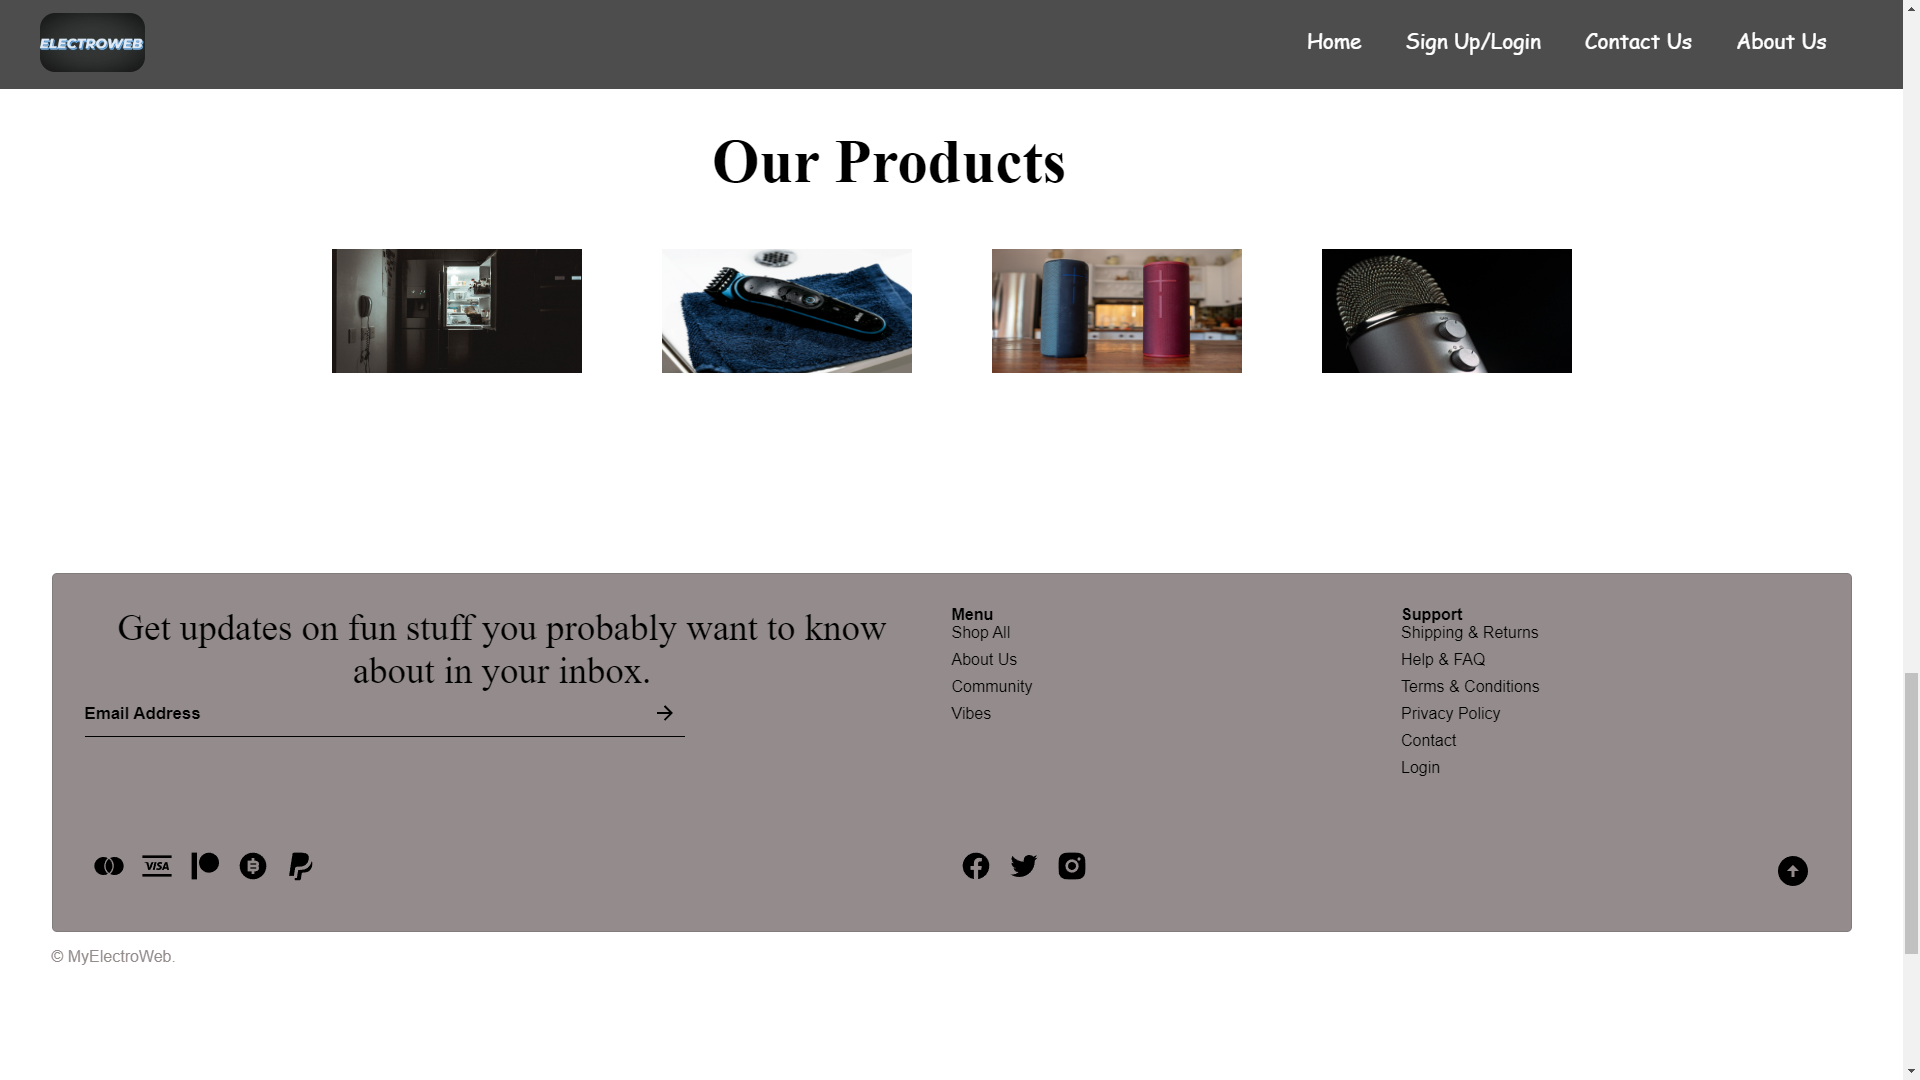 ELECTROWEB
Home Sign Up/Login Contact Us About Us
Our Products
Get updates on fun stuff you probably want to know
about in your inbox.
Email Address
Menu
Shop All
About Us
Community
Vibes
Support
Shipping & Returns
Help & FAQ
Terms & Conditions
Privacy Policy
Contact
Login
VISA
© MyElectroWeb.